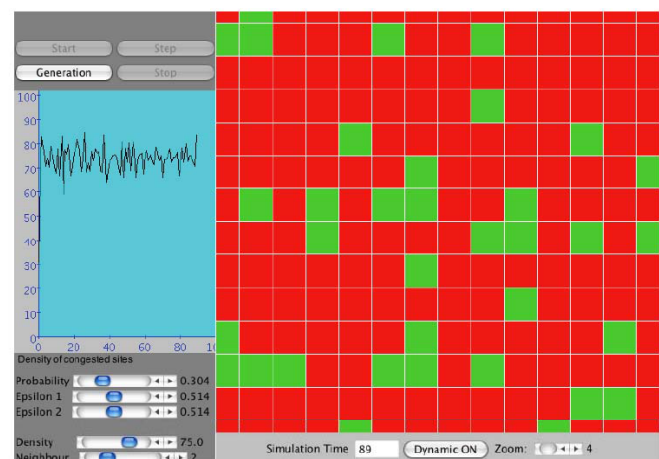 Start Step
Generation Stop
100
90
80
70
60
50
40
30
20
10
0
0 20 40 60 80
Density of congested sites
Probability 0.304
Epsilon 1 0.514
Epsilon 2 0.514
Density 75.0
Neighbour 2
Simulation Time 89 Dynamic ON Zoom: 4